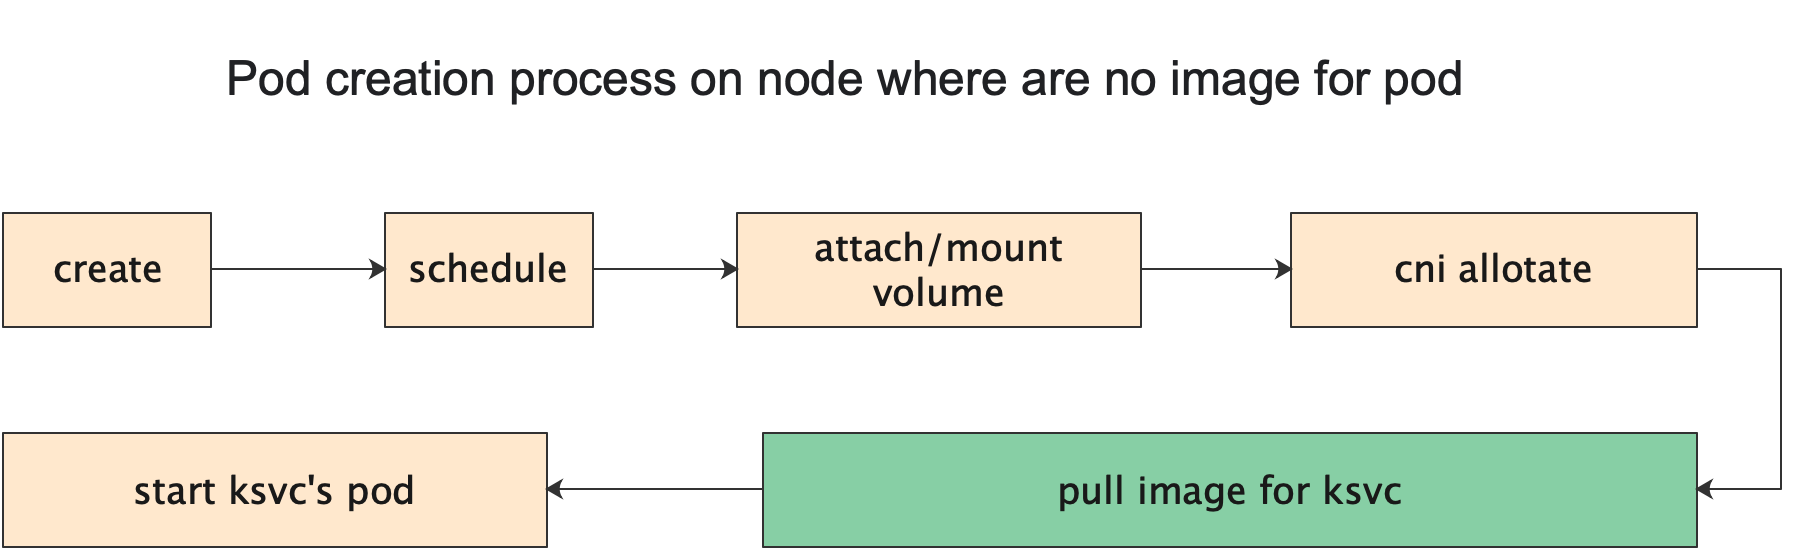 Pod creation process on node where are no image for pod
create
schedule
attach/mount
volume
cni allotate
start ksvc's pod
pull image for ksvc